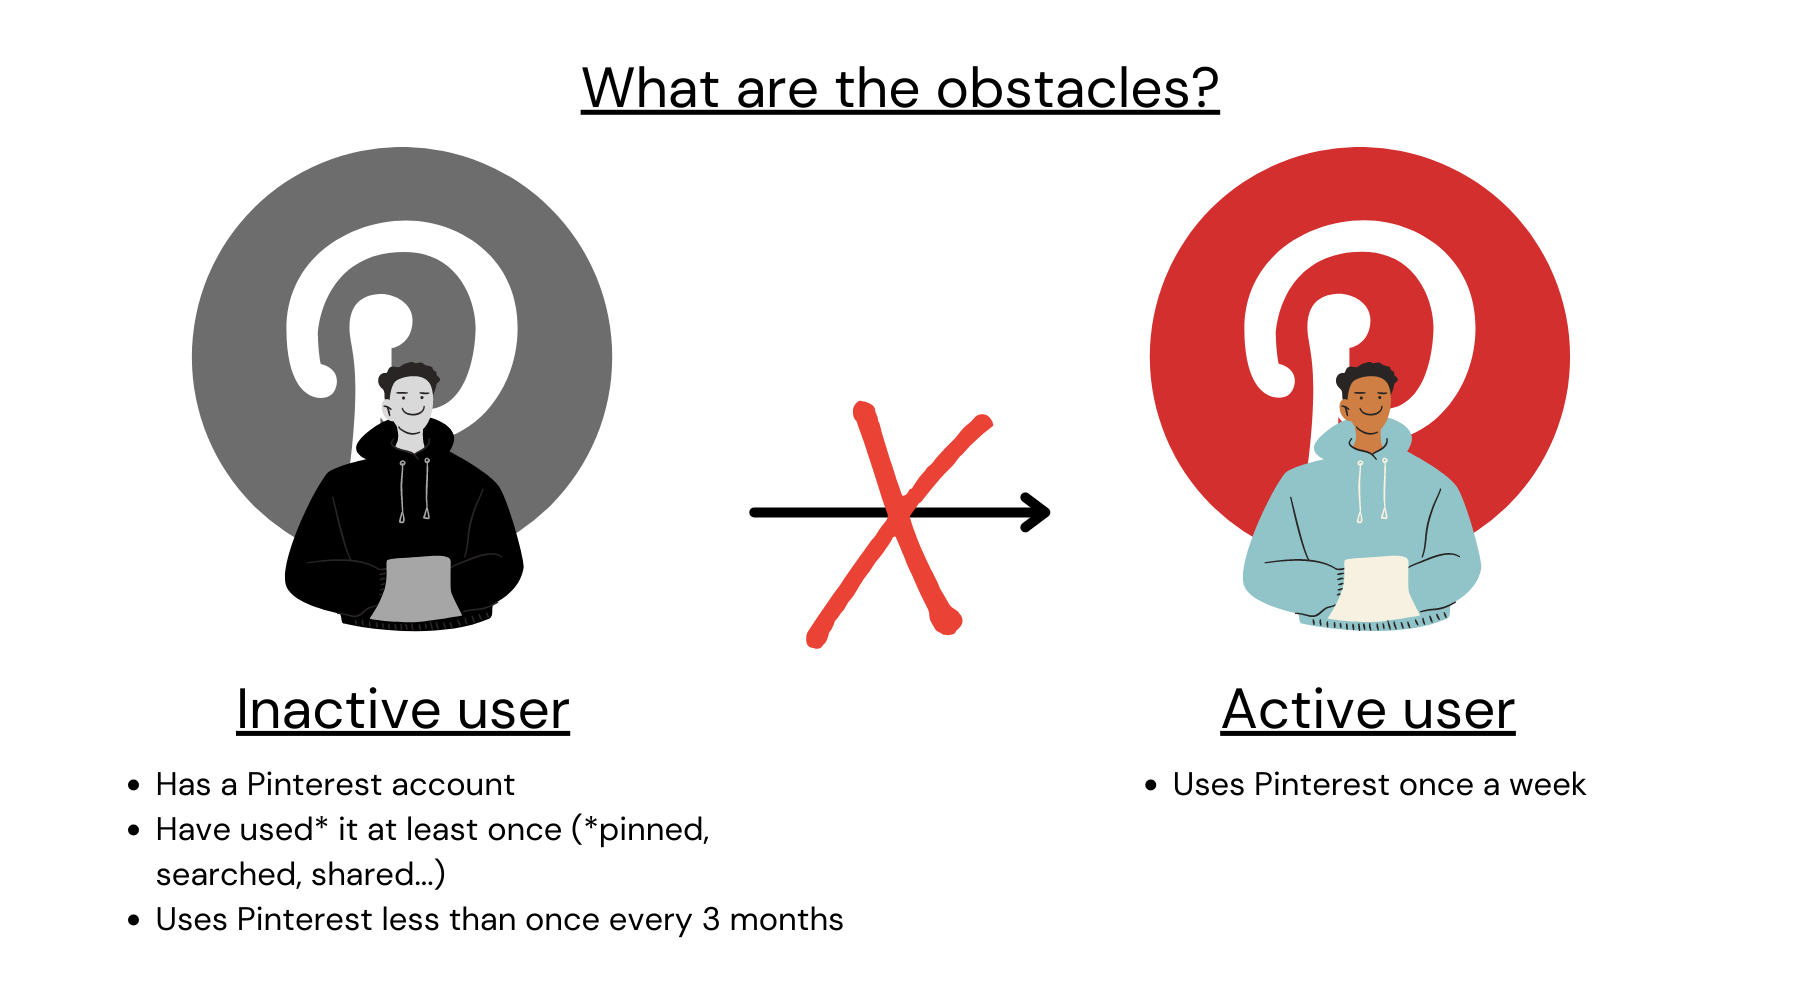 What are the obstacles?
Inactive user
• Has a Pinterest account
• Have used* it at least once (*pinned,
searched, shared...)
• Uses Pinterest less than once every 3 months
Active user
• Uses Pinterest once a week